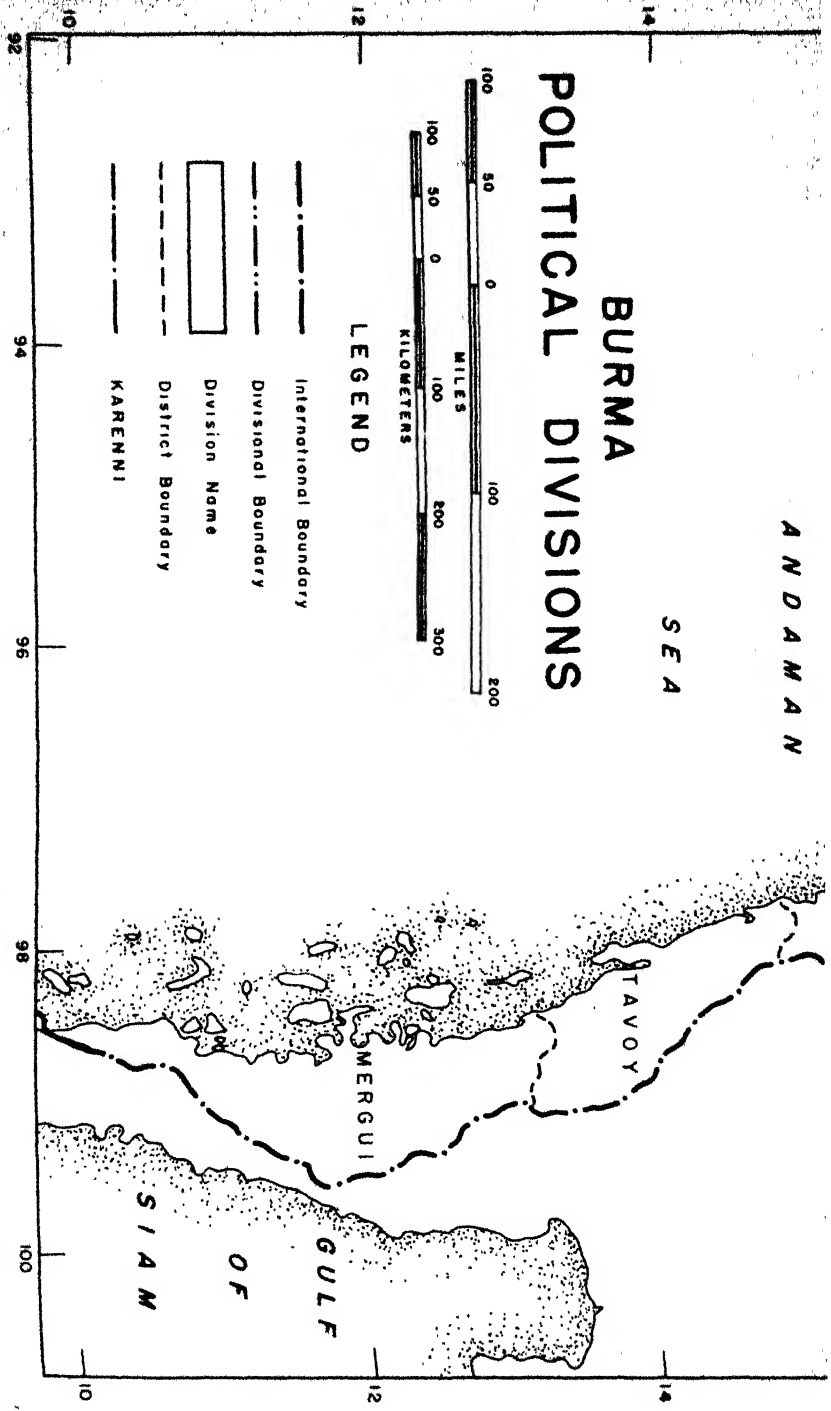 BURMA
POLITICAL DIVISIONS
100 50 0 100 200
MILES
100 50 0 100 200 300
KILOMETERS
LEGEND
International Boundary
Divisional Boundary
Division Name
District Boundary
KARENNI
ANDAMAN
SEA
TAVOY
MERGUI
GULF
OF
SIAM
14
12
10
92
94
96
98
100
14
12
10